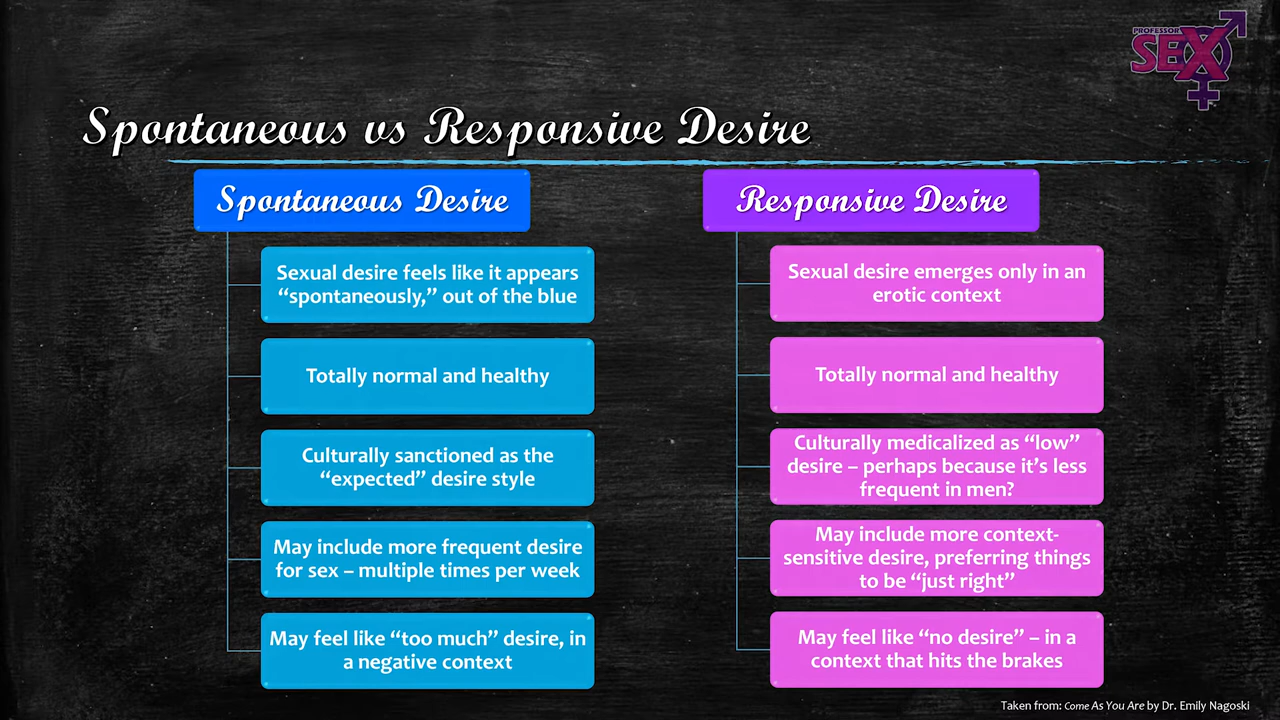 PROFESSOR
SEX
Spontaneous vs Responsive Desire
Spontaneous Desire
Sexual desire feels like it appears
“spontaneously,” out of the blue
Totally normal and healthy
Culturally sanctioned as the
“expected” desire style
May include more frequent desire
for sex – multiple times per week
May feel like “too much” desire, in
a negative context
Responsive Desire
Sexual desire emerges only in an
erotic context
Totally normal and healthy
Culturally medicalized as “low”
desire – perhaps because it’s less
frequent in men?
May include more context-
sensitive desire, preferring things
to be “just right”
May feel like “no desire” – in a
context that hits the brakes
Taken from: Come As You Are by Dr. Emily Nagoski